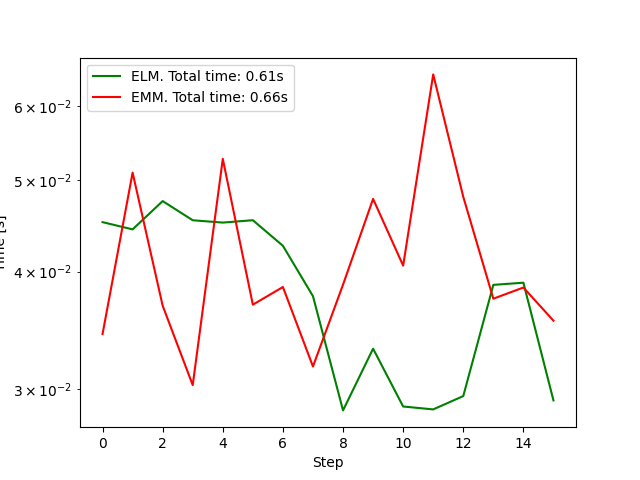 ELM. Total time: 0.61s
EMM. Total time: 0.66s
6 × 10⁻²
5 × 10⁻²
4 × 10⁻²
3 × 10⁻²
Time [s]
0 2 4 6 8 10 12 14
Step